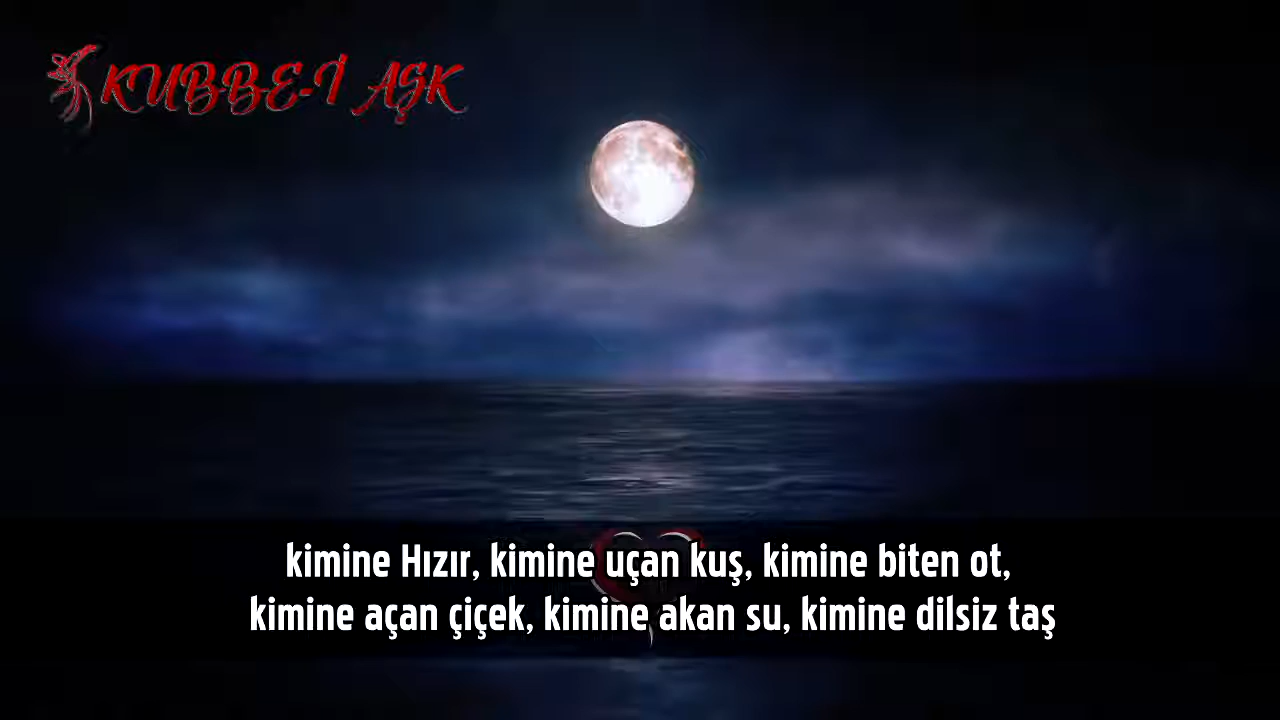 KUBBE-İ AŞK
kimine Hızır, kimine uçan kuş, kimine biten ot,
kimine açan çiçek, kimine akan su, kimine dilsiz taş